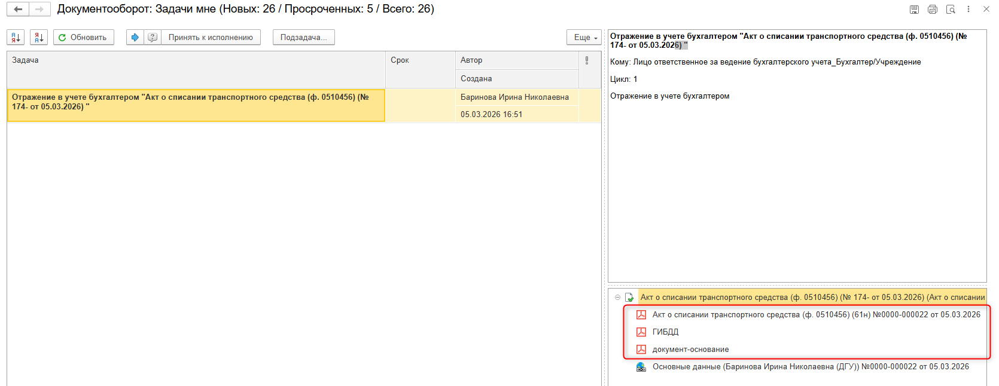 Документооборот: Задачи мне (Новых: 26 / Просроченных: 5 / Всего: 26)
Обновить
Принять к исполнению
Подзадача...
Еще
Задача
Срок
Автор
Создана
Отражение в учете бухгалтером "Акт о списании транспортного средства (ф. 0510456) (№
174- от 05.03.2026) "
Баринова Ирина Николаевна
05.03.2026 16:51
Отражение в учете бухгалтером "Акт о списании транспортного средства (ф. 0510456) (№
174- от 05.03.2026) "
Кому: Лицо ответственное за ведение бухгалтерского учета_Бухгалтер/Учреждение
Цикл: 1
Отражение в учете бухгалтером
Акт о списании транспортного средства (ф. 0510456) (№ 174- от 05.03.2026) (Акт о списании
Акт о списании транспортного средства (ф. 0510456) (61н) №0000-000022 от 05.03.2026
ГИБДД
документ-основание
Основные данные (Баринова Ирина Николаевна (ДГУ)) №0000-000022 от 05.03.2026